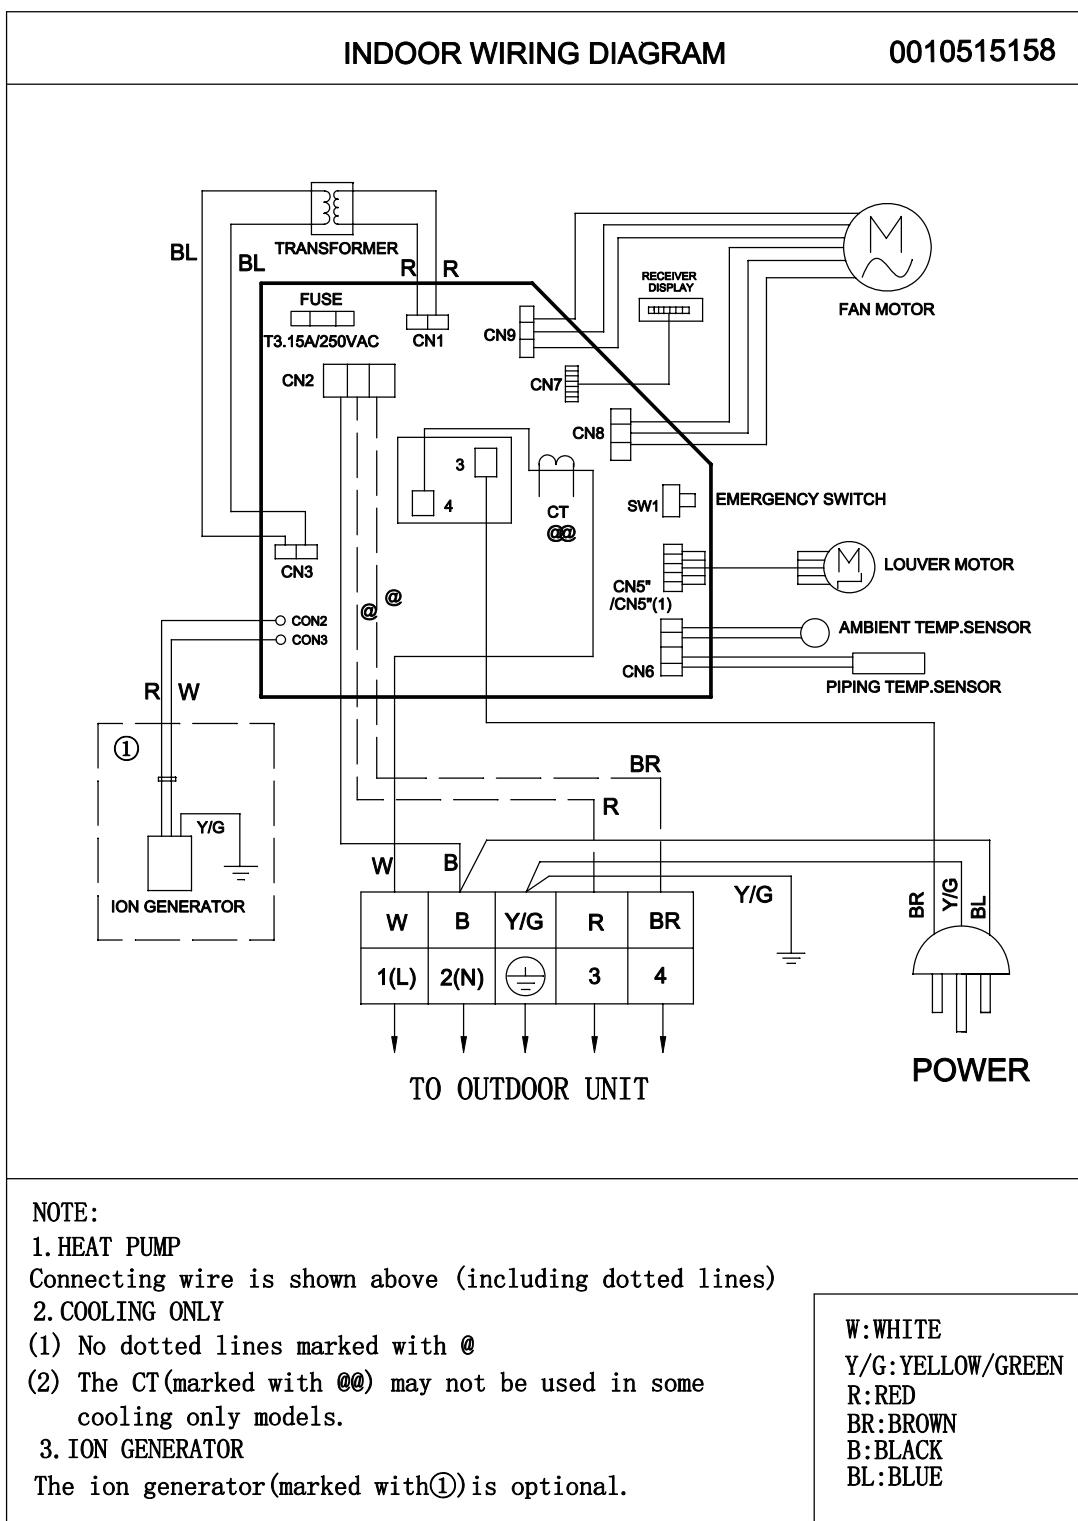 INDOOR WIRING DIAGRAM 0010515158
TRANSFORMER
BL
BL
R R
RECEIVER
DISPLAY
M
FAN MOTOR
FUSE
T3.15A/250VAC
CN1
CN9
CN2
CN7
CN8
3
4
CT
@@
SW1 EMERGENCY SWITCH
CN3
M
LOUVER MOTOR
CN5"
/CN5"(1)
@ @
CON2
CON3
AMBIENT TEMP.SENSOR
CN6
PIPING TEMP.SENSOR
R W
①
Y/G
ION GENERATOR
BR
R
W B
Y/G
BR Y/G BL
W B Y/G R BR
1(L) 2(N) 3 4
POWER
TO OUTDOOR UNIT
NOTE:
1.HEAT PUMP
Connecting wire is shown above (including dotted lines)
2.COOLING ONLY
(1) No dotted lines marked with @
(2) The CT(marked with @@) may not be used in some
cooling only models.
3.ION GENERATOR
The ion generator(marked with①)is optional.
W:WHITE
Y/G:YELLOW/GREEN
R:RED
BR:BROWN
B:BLACK
BL:BLUE